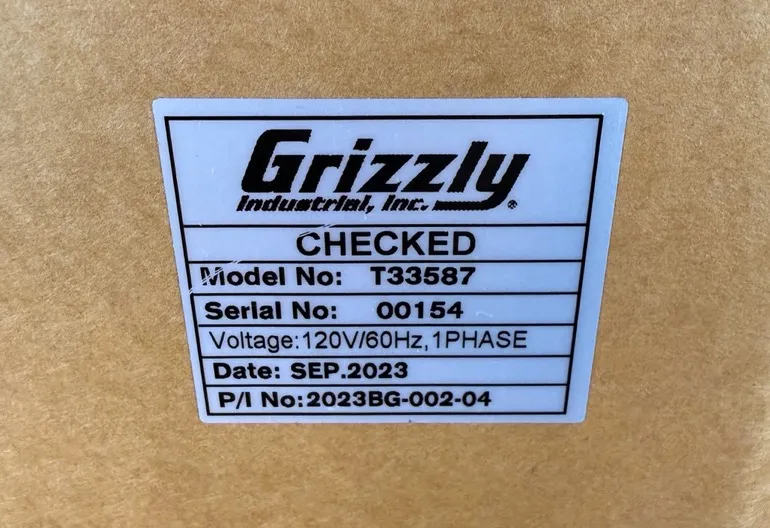 Grizzly
Industrial, Inc. ®
CHECKED
Model No: T33587
Serial No: 00154
Voltage:120V/60Hz,1PHASE
Date: SEP.2023
P/I No:2023BG-002-04